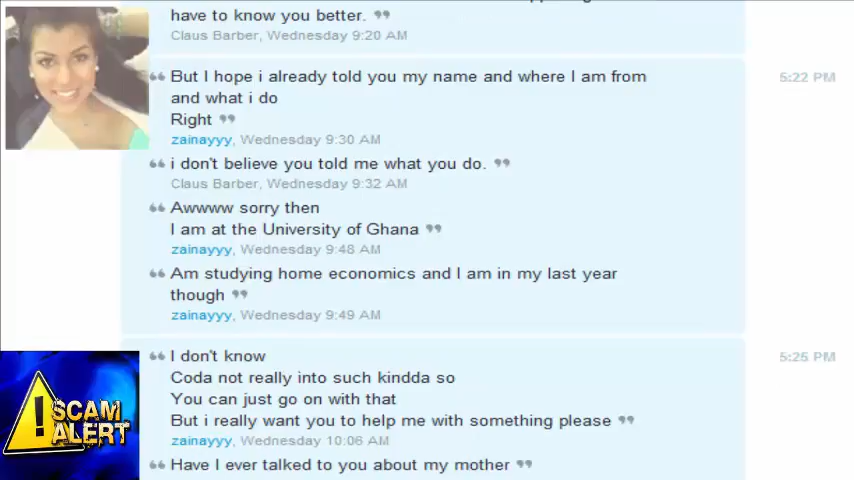 have to know you better. ”
Claus Barber, Wednesday 9:20 AM
“ But I hope i already told you my name and where I am from
and what i do
Right ”
zainayyy, Wednesday 9:30 AM
5:22 PM
“ i don't believe you told me what you do. ”
Claus Barber, Wednesday 9:32 AM
“ Awwww sorry then
I am at the University of Ghana ”
zainayyy, Wednesday 9:48 AM
“ Am studying home economics and I am in my last year
though ”
zainayyy, Wednesday 9:49 AM
“ I don't know
Coda not really into such kindda so
You can just go on with that
But i really want you to help me with something please ”
zainayyy, Wednesday 10:06 AM
5:25 PM
“ Have I ever talked to you about my mother ”
SCAM
ALERT